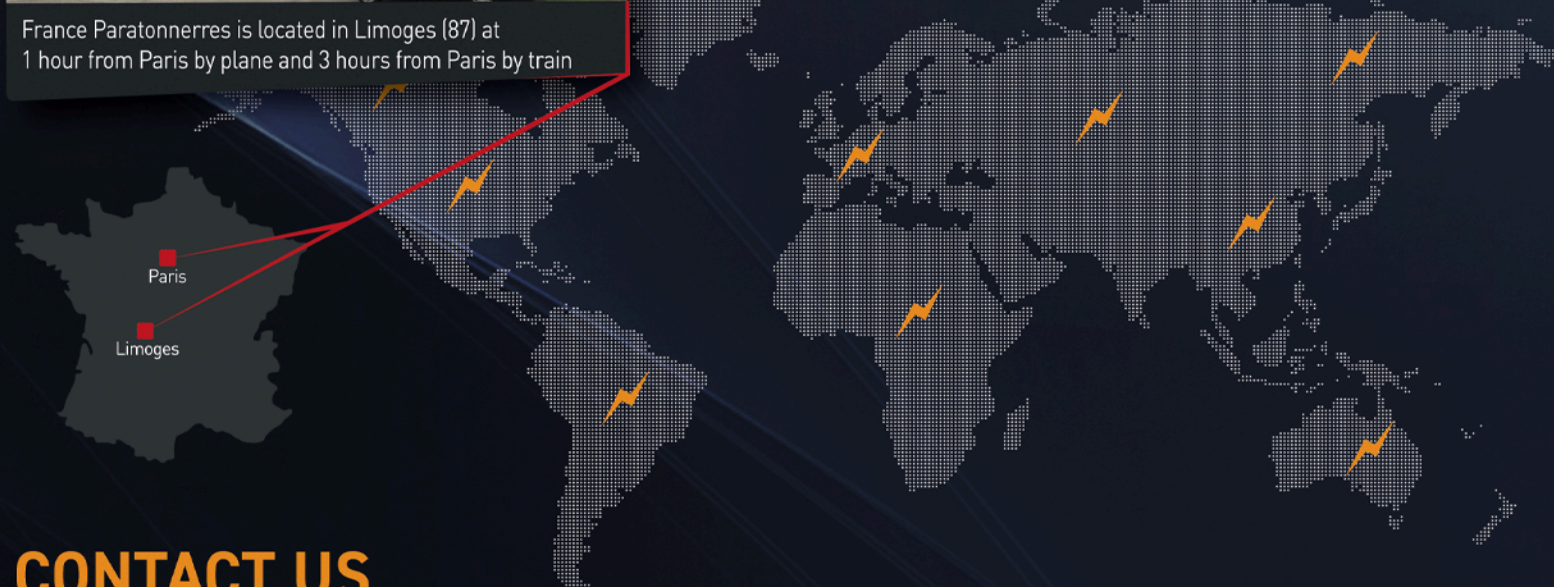 France Paratonnerres is located in Limoges (87) at
1 hour from Paris by plane and 3 hours from Paris by train
Paris
Limoges
CONTACT US